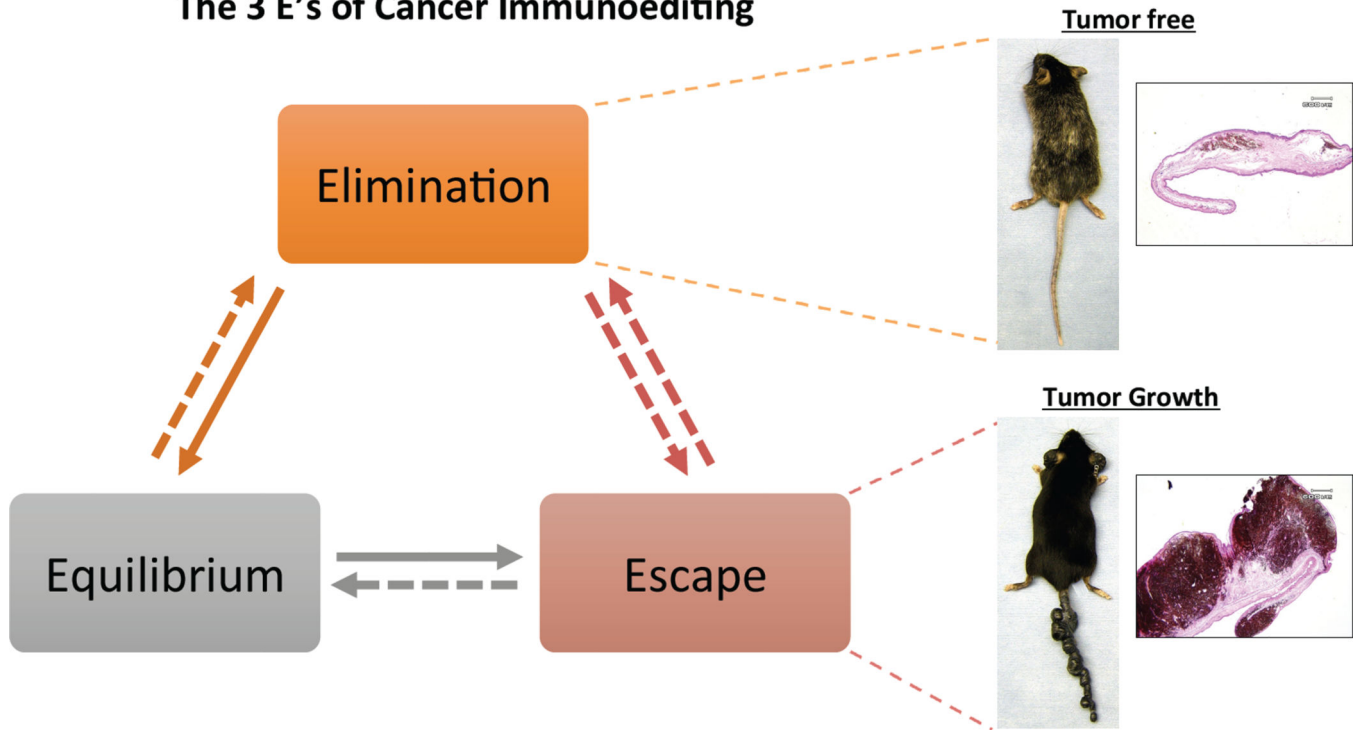 The 3 E's of Cancer Immunoediting
Tumor free
Elimination
Tumor Growth
Equilibrium
Escape